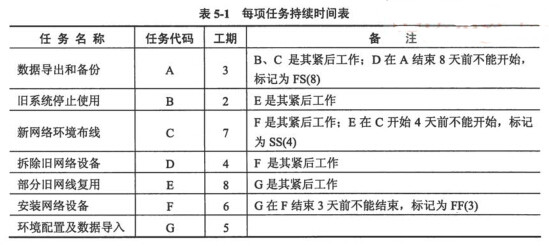 表 5-1 每项任务持续时间表
任务名称 任务代码 工期 备注
数据导出和备份 A 3 B、C 是其紧后工作；D 在 A 结束 8 天前不能开始，
标记为 FS(8)
旧系统停止使用 B 2 E 是其紧后工作
新网络环境布线 C 7 F 是其紧后工作；E 在 C 开始 4 天前不能开始，标记
为 SS(4)
拆除旧网络设备 D 4 F 是其紧后工作
部分旧网线复用 E 8 G 是其紧后工作
安装网络设备 F 6 G 在 F 结束 3 天前不能结束，标记为 FF(3)
环境配置及数据导入 G 5